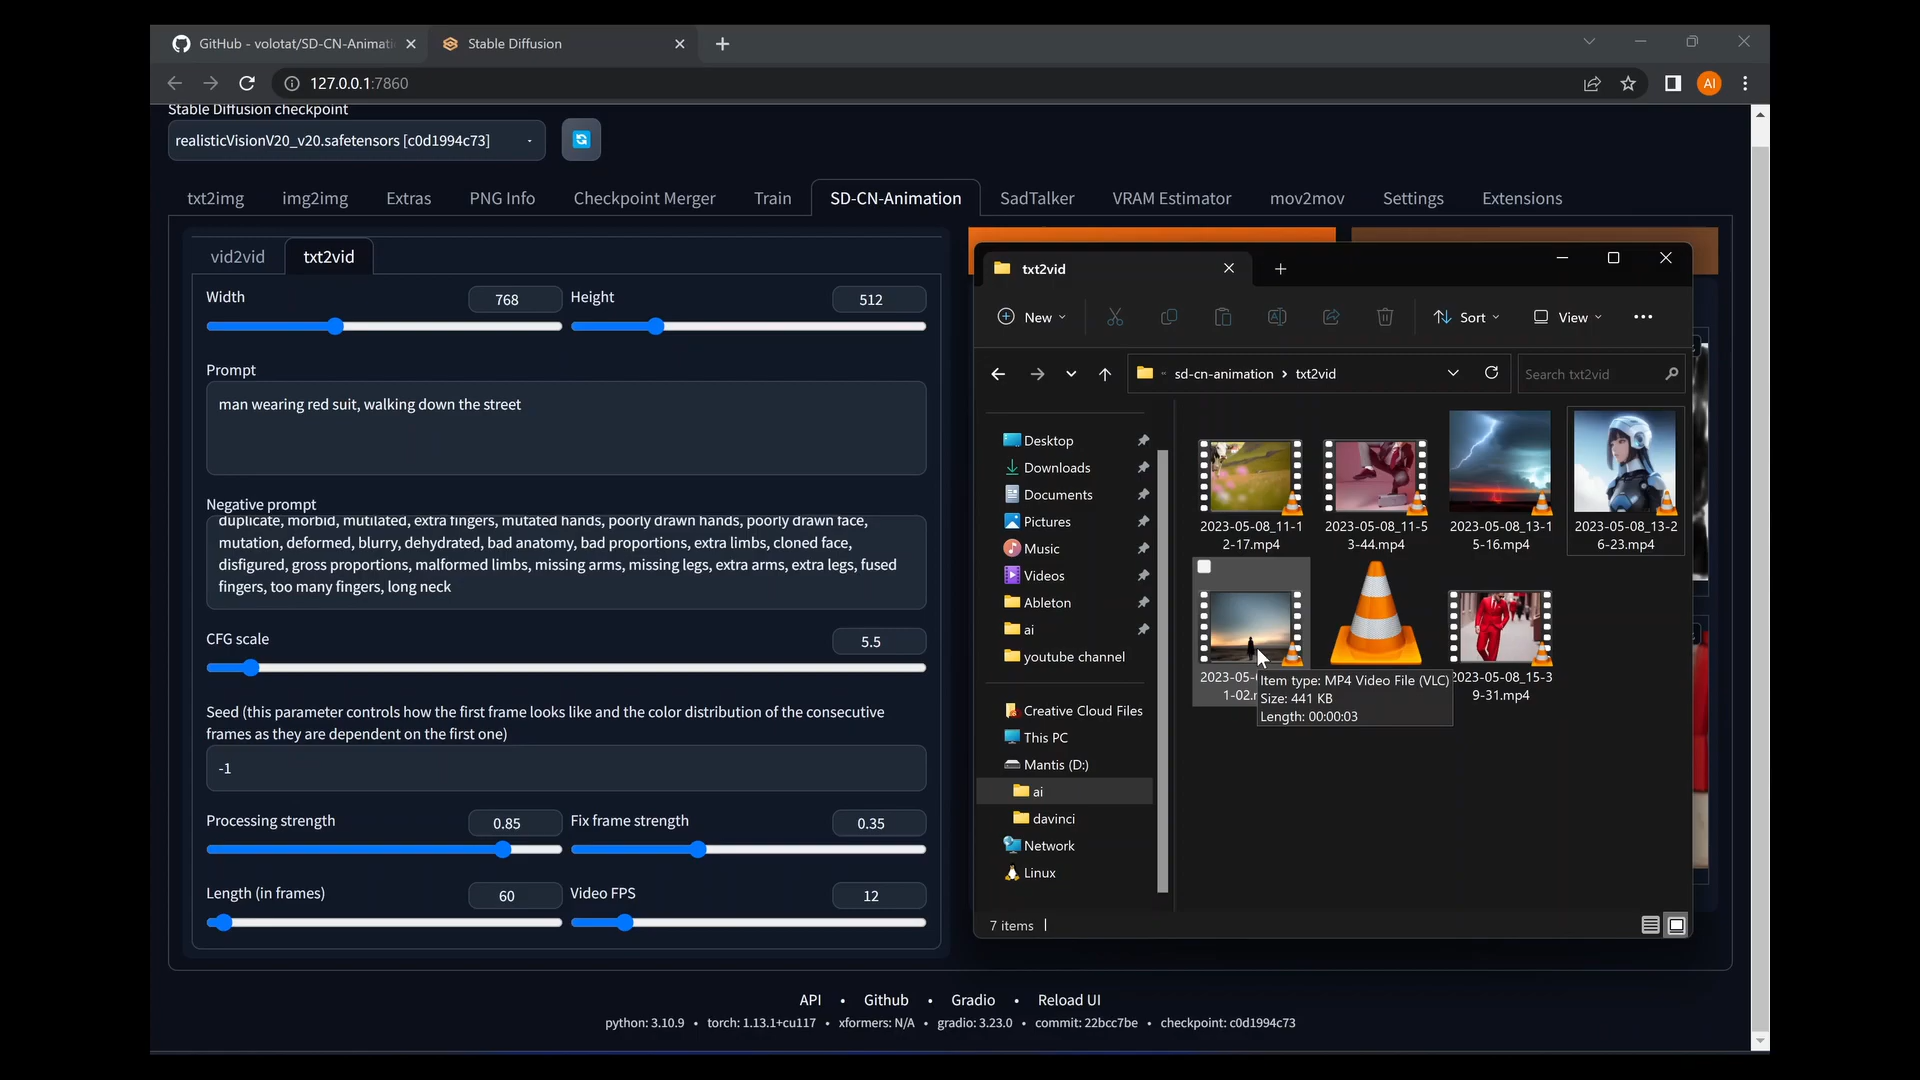 GitHub - volotat/SD-CN-Animati
Stable Diffusion
127.0.0.1:7860
AI
Stable Diffusion checkpoint
realisticVisionV20_v20.safetensors [c0d1994c73]
txt2img
img2img
Extras
PNG Info
Checkpoint Merger
Train
SD-CN-Animation
SadTalker
VRAM Estimator
mov2mov
Settings
Extensions
vid2vid
txt2vid
Width
768
Height
512
Prompt
man wearing red suit, walking down the street
Negative prompt
duplicate, morbid, mutilated, extra fingers, mutated hands, poorly drawn hands, poorly drawn face,
mutation, deformed, blurry, dehydrated, bad anatomy, bad proportions, extra limbs, cloned face,
disfigured, gross proportions, malformed limbs, missing arms, missing legs, extra arms, extra legs, fused
fingers, too many fingers, long neck
CFG scale
5.5
Seed (this parameter controls how the first frame looks like and the color distribution of the consecutive
frames as they are dependent on the first one)
-1
Processing strength
0.85
Fix frame strength
0.35
Length (in frames)
60
Video FPS
12
txt2vid
New
Sort
View
sd-cn-animation > txt2vid
Search txt2vid
Desktop
Downloads
Documents
Pictures
Music
Videos
Ableton
ai
youtube channel
Creative Cloud Files
This PC
Mantis (D:)
ai
davinci
Network
Linux
2023-05-08_11-1
2-17.mp4
2023-05-08_11-5
3-44.mp4
2023-05-08_13-1
5-16.mp4
2023-05-08_13-2
6-23.mp4
2023-05-
1-02.
2023-05-08_15-3
9-31.mp4
Item type: MP4 Video File (VLC)
Size: 441 KB
Length: 00:00:03
7 items
API • Github • Gradio • Reload UI
python: 3.10.9 • torch: 1.13.1+cu117 • xformers: N/A • gradio: 3.23.0 • commit: 22bcc7be • checkpoint: c0d1994c73